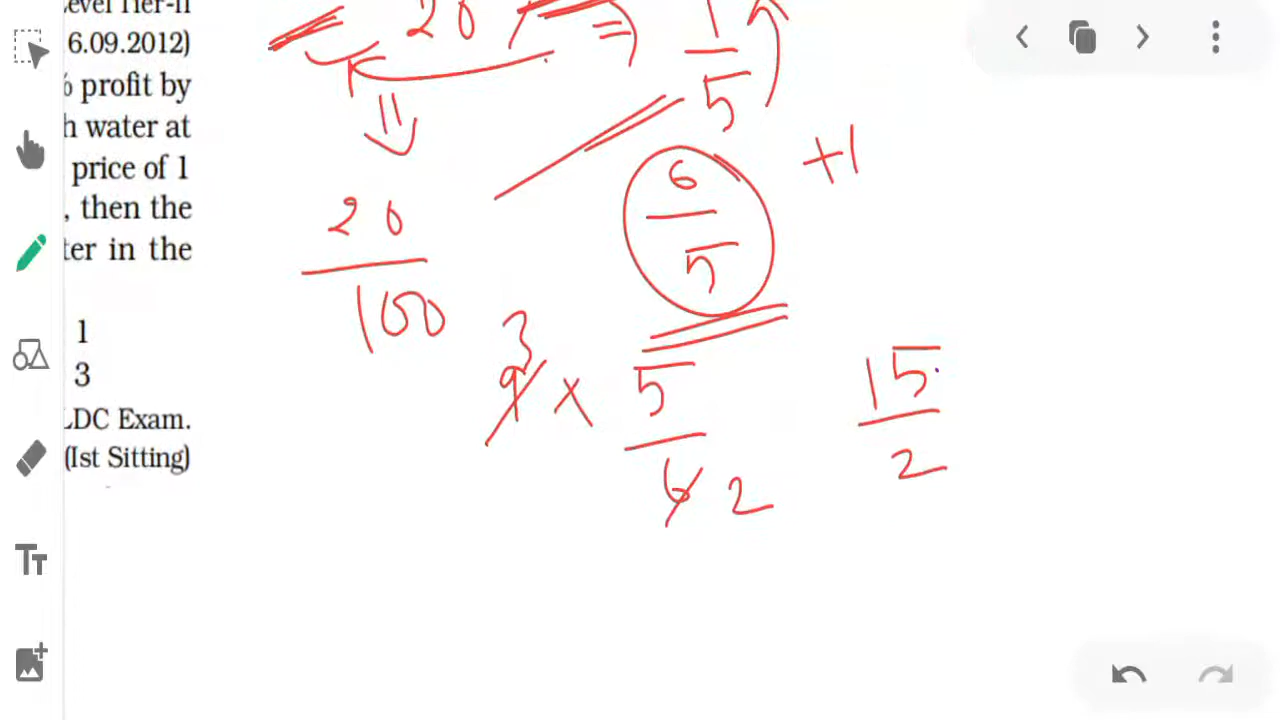 evel Tier-II
6.09.2012)
% profit by
h water at
price of 1
, then the
ter in the
1
3
LDC Exam.
(Ist Sitting)
20 ⇒ 1/5
+1
6/5
20/100
3
9 × 5/6 2
15/2
Tт